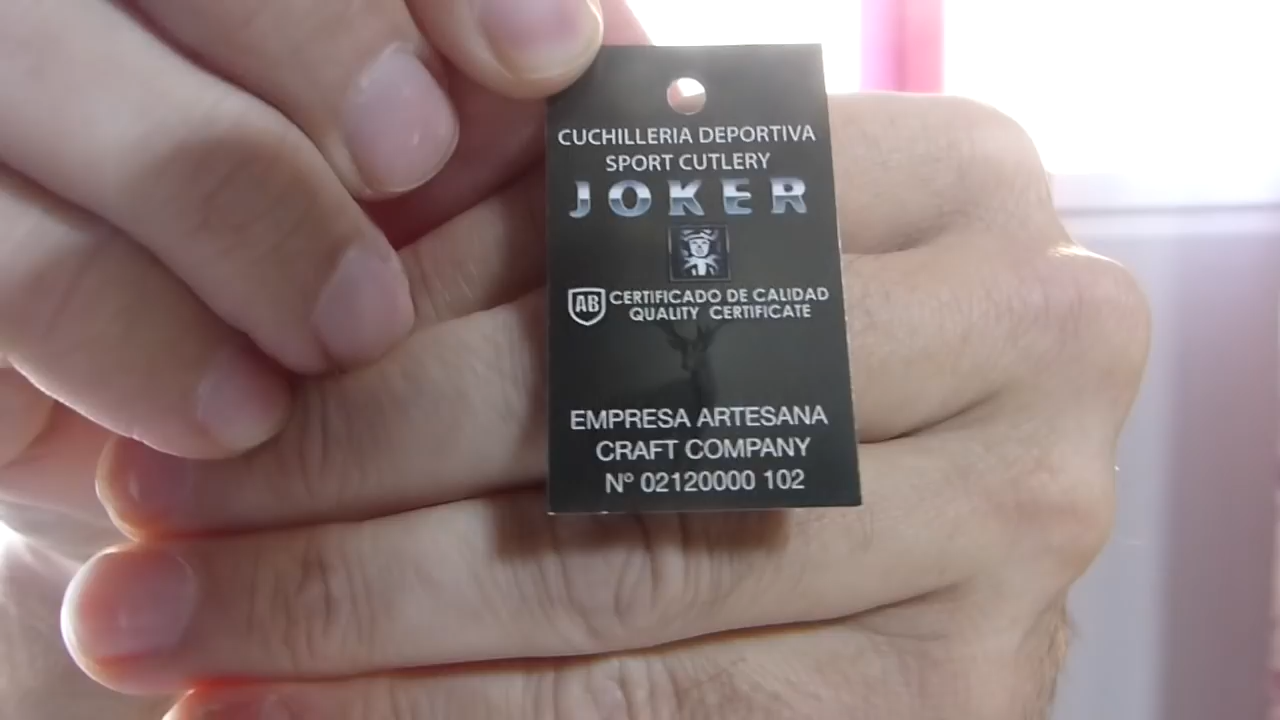 CUCHILLERIA DEPORTIVA
SPORT CUTLERY
JOKER
AB CERTIFICADO DE CALIDAD
QUALITY CERTIFICATE
EMPRESA ARTESANA
CRAFT COMPANY
Nº 02120000 102